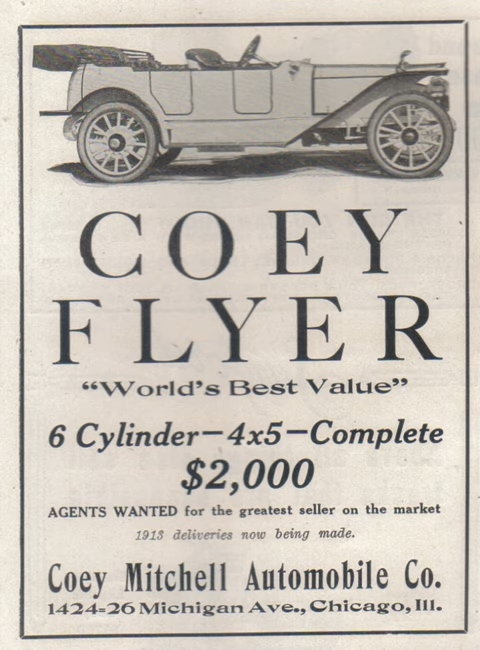 COEY
FLYER
“World's Best Value”
6 Cylinder—4x5—Complete
$2,000
AGENTS WANTED for the greatest seller on the market
1913 deliveries now being made.
Coey Mitchell Automobile Co.
1424=26 Michigan Ave., Chicago, Ill.